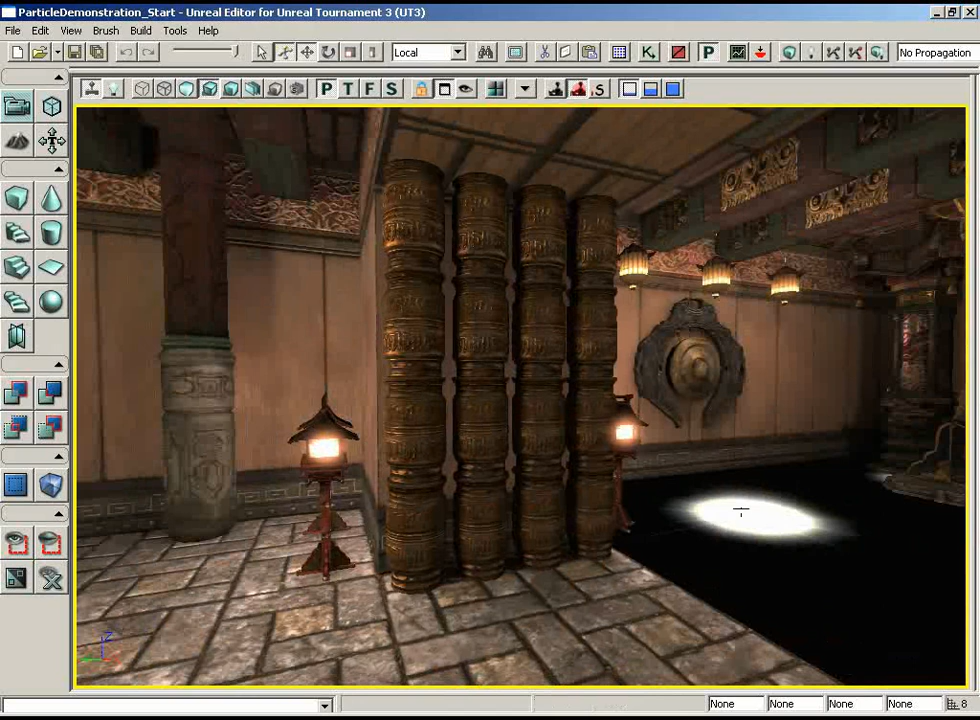 ParticleDemonstration_Start - Unreal Editor for Unreal Tournament 3 (UT3)
File Edit View Brush Build Tools Help
Local
P
No Propagation
P T F S
S
Z
None None None None 8